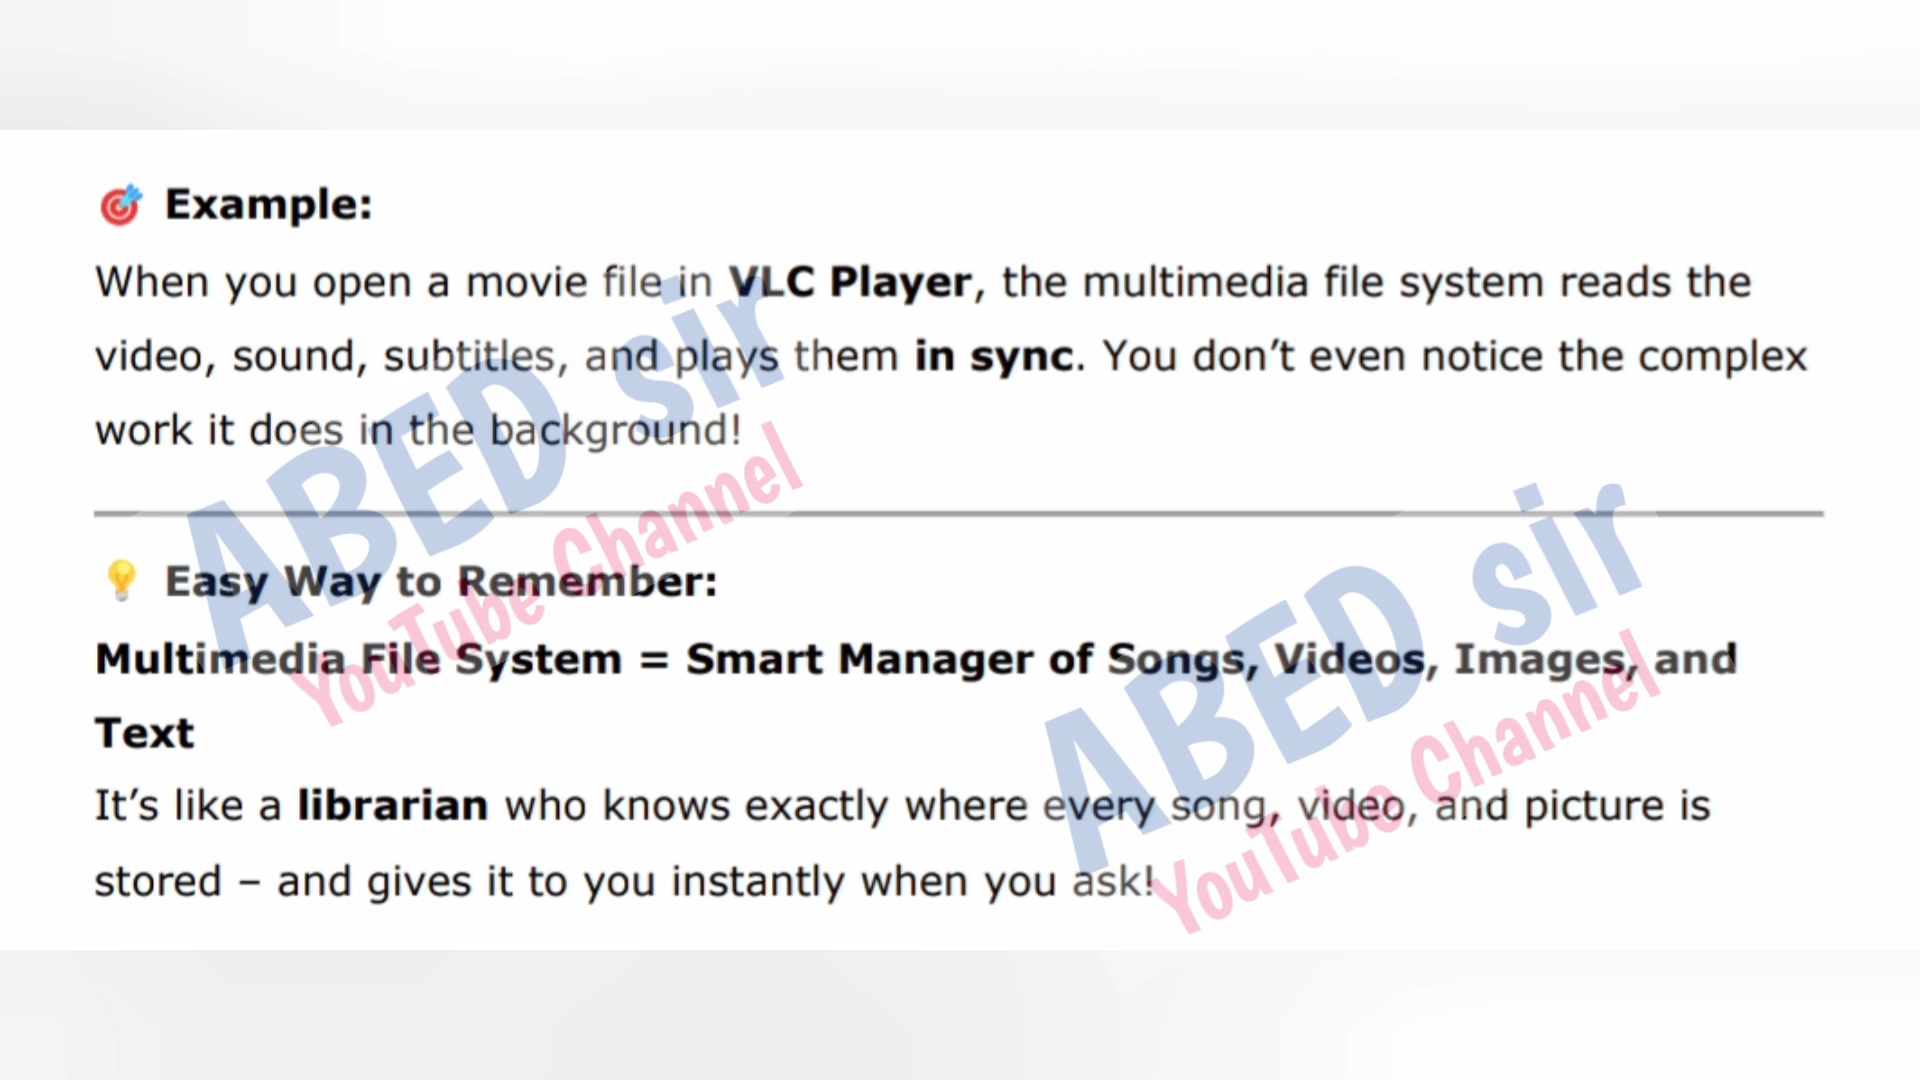 🎯 Example:
When you open a movie file in VLC Player, the multimedia file system reads the
video, sound, subtitles, and plays them in sync. You don’t even notice the complex
work it does in the background!
💡 Easy Way to Remember:
Multimedia File System = Smart Manager of Songs, Videos, Images, and
Text
It’s like a librarian who knows exactly where every song, video, and picture is
stored – and gives it to you instantly when you ask!
ABED sir
YouTube Channel
ABED sir
YouTube Channel